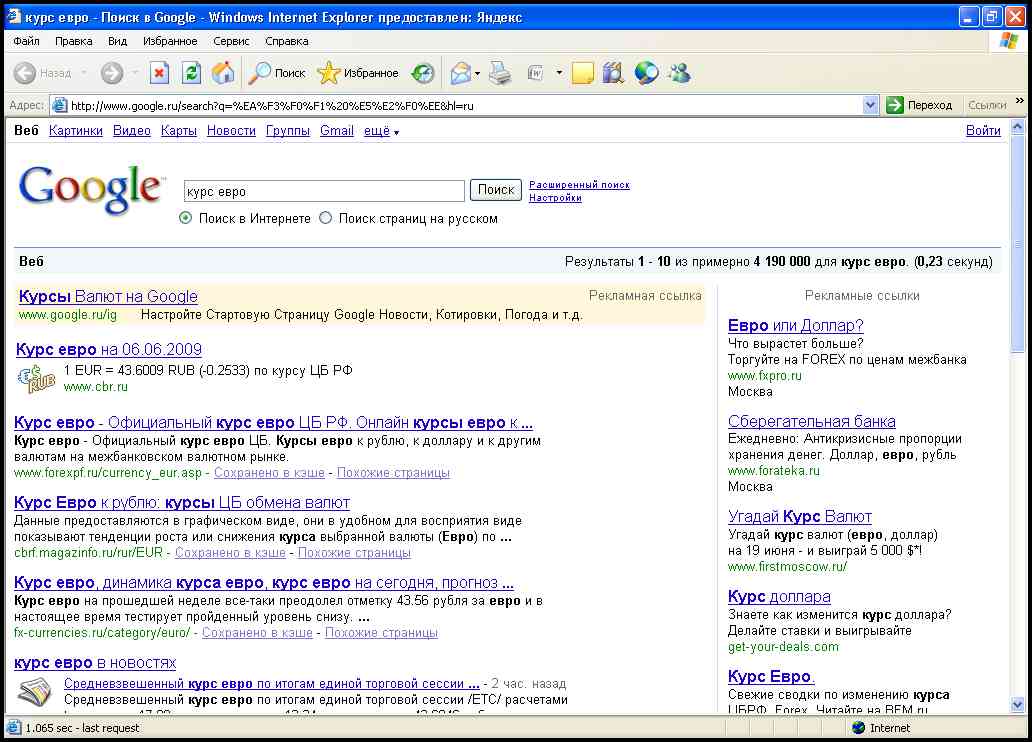 курс евро - Поиск в Google - Windows Internet Explorer предоставлен: Яндекс
Файл Правка Вид Избранное Сервис Справка
Назад Поиск Избранное
Адрес: http://www.google.ru/search?q=%EA%F3%F0%F1%20%E5%E2%F0%EE&hl=ru Переход Ссылки »
Веб Картинки Видео Карты Новости Группы Gmail ещё Войти
Google™ курс евро Поиск Расширенный поиск
Настройки
Поиск в Интернете Поиск страниц на русском
Веб Результаты 1 - 10 из примерно 4 190 000 для курс евро. (0,23 секунд)
Курсы Валют на Google Рекламная ссылка
www.google.ru/ig Настройте Стартовую Страницу Google Новости, Котировки, Погода и т.д.
Курс евро на 06.06.2009
1 EUR = 43.6009 RUB (-0.2533) по курсу ЦБ РФ
www.cbr.ru
Курс евро - Официальный курс евро ЦБ РФ. Онлайн курсы евро к ...
Курс евро - Официальный курс евро ЦБ. Курсы евро к рублю, к доллару и к другим
валютам на межбанковском валютном рынке.
www.forexpf.ru/currency_eur.asp - Сохранено в кэше - Похожие страницы
Курс Евро к рублю: курсы ЦБ обмена валют
Данные предоставляются в графическом виде, они в удобном для восприятия виде
показывают тенденции роста или снижения курса выбранной валюты (Евро) по ...
cbrf.magazinfo.ru/rur/EUR - Сохранено в кэше - Похожие страницы
Курс евро, динамика курса евро, курс евро на сегодня, прогноз ...
Курс евро на прошедшей неделе все-таки преодолел отметку 43.56 рубля за евро и в
настоящее время тестирует пройденный уровень снизу. ...
fx-currencies.ru/category/euro/ - Сохранено в кэше - Похожие страницы
курс евро в новостях
Средневзвешенный курс евро по итогам единой торговой сессии ... - 2 час. назад
Средневзвешенный курс евро по итогам единой торговой сессии /ЕТС/ расчетами
Рекламные ссылки
Евро или Доллар?
Что вырастет больше?
Торгуйте на FOREX по ценам межбанка
www.fxpro.ru
Москва
Сберегательная банка
Ежедневно: Антикризисные пропорции
хранения денег. Доллар, евро, рубль
www.forateka.ru
Москва
Угадай Курс Валют
Угадай курс валют (евро, доллар)
на 19 июня - и выиграй 5 000 $*!
www.firstmoscow.ru/
Курс доллара
Знаете как изменится курс доллара?
Делайте ставки и выигрывайте
get-your-deals.com
Курс Евро.
Свежие сводки по изменению курса
ЦБРФ, Forex. Читайте на BFM.ru
1.065 sec - last request Internet